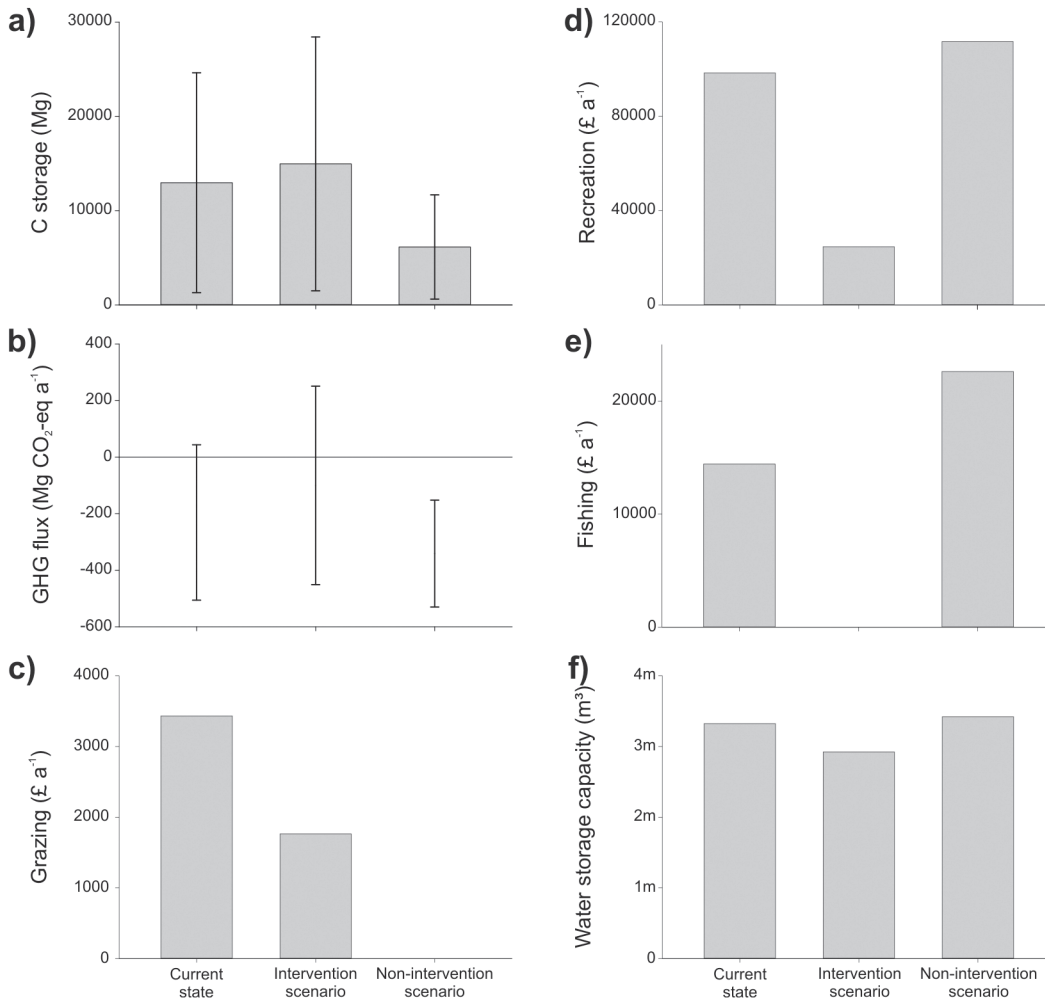 a)
C storage (Mg)
30000
20000
10000
0
b)
GHG flux (Mg CO₂-eq a⁻¹)
400
200
0
-200
-400
-600
c)
Grazing (£ a⁻¹)
4000
3000
2000
1000
0
Current
state
Intervention
scenario
Non-intervention
scenario
d)
Recreation (£ a⁻¹)
120000
80000
40000
0
e)
Fishing (£ a⁻¹)
20000
10000
0
f)
Water storage capacity (m³)
4m
3m
2m
1m
0
Current
state
Intervention
scenario
Non-intervention
scenario